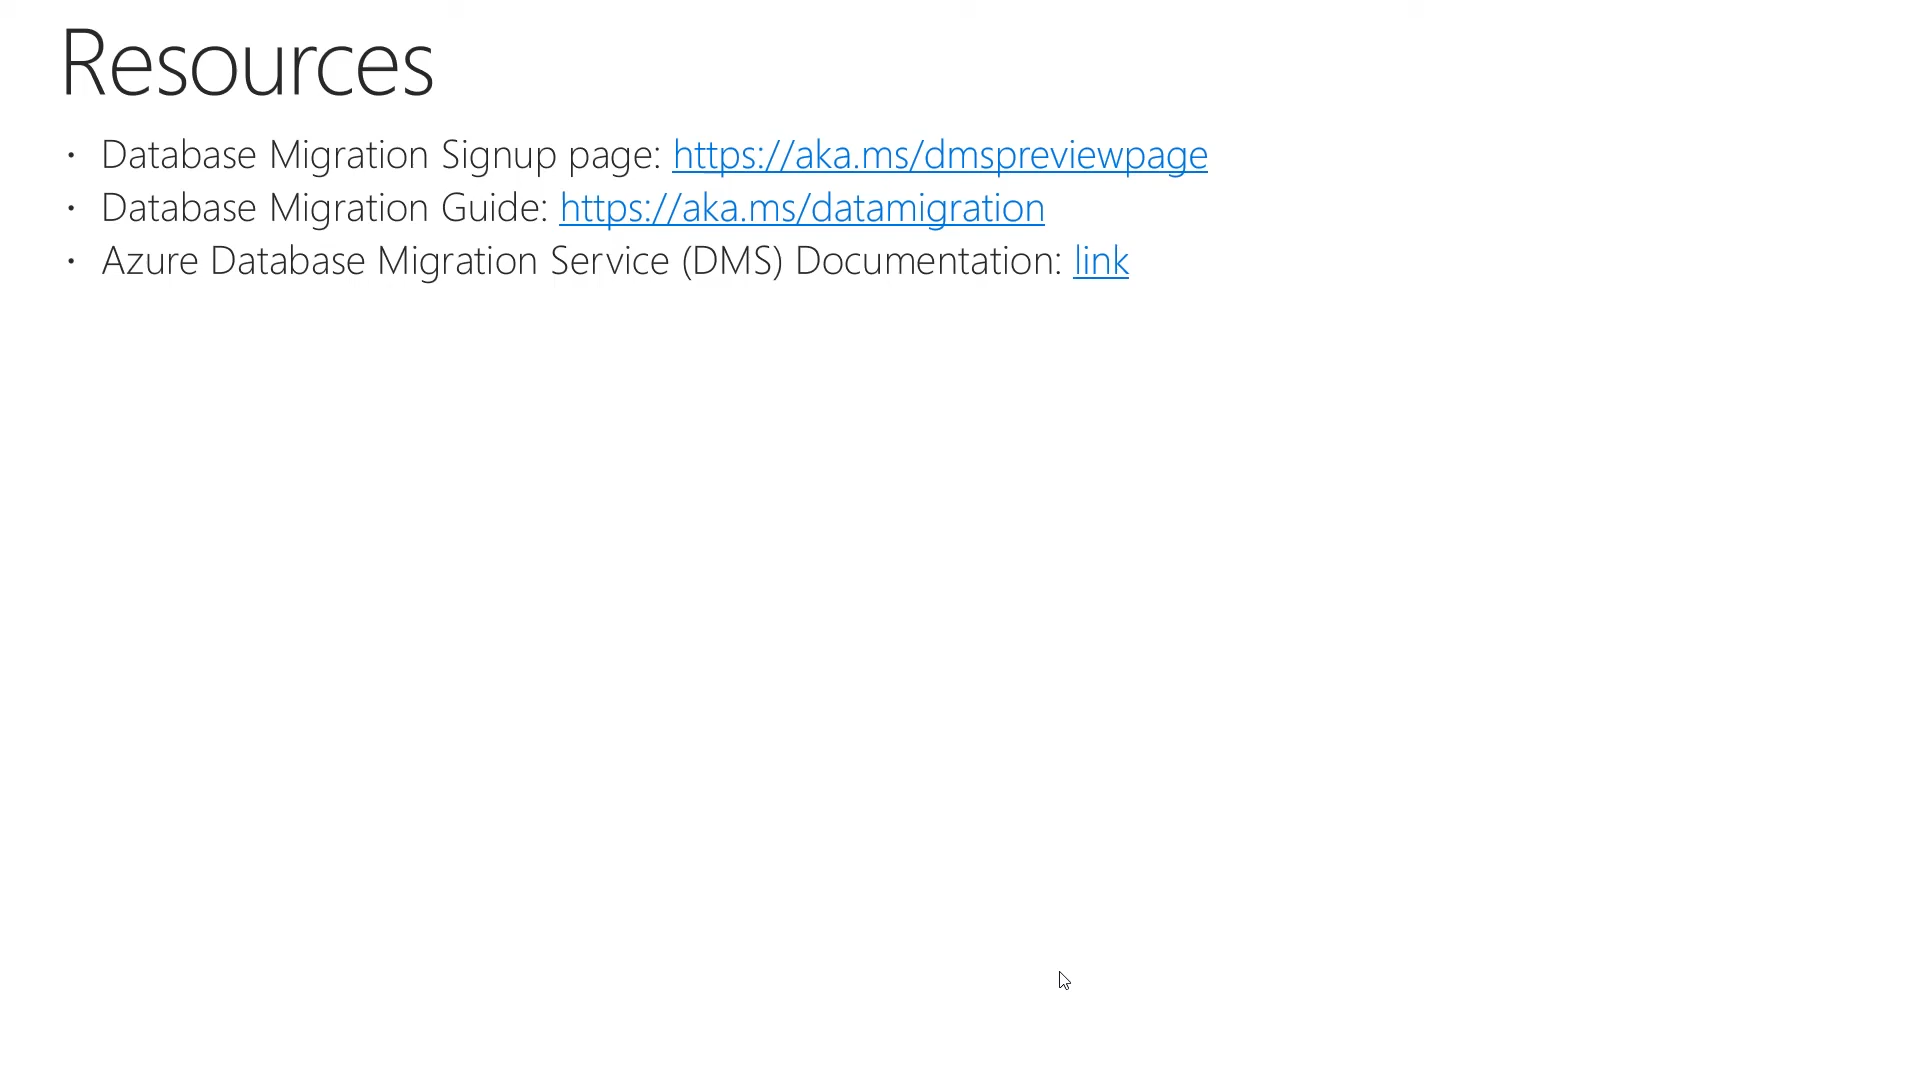 Resources
· Database Migration Signup page: https://aka.ms/dmspreviewpage
· Database Migration Guide: https://aka.ms/datamigration
· Azure Database Migration Service (DMS) Documentation: link